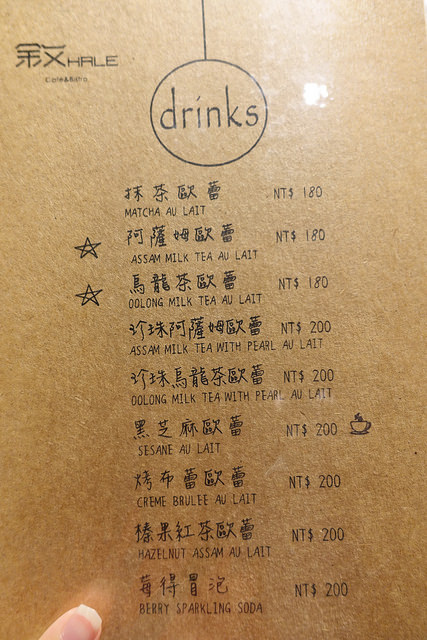 敘HALE
Cafe&Bistro
drinks
抹茶歐蕾 NT$ 180
MATCHA AU LAIT
阿薩姆歐蕾 NT$ 180
ASSAM MILK TEA AU LAIT
烏龍茶歐蕾 NT$ 180
OOLONG MILK TEA AU LAIT
珍珠阿薩姆歐蕾 NT$ 200
ASSAM MILK TEA WITH PEARL AU LAIT
珍珠烏龍茶歐蕾 NT$ 200
OOLONG MILK TEA WITH PEARL AU LAIT
黑芝麻歐蕾 NT$ 200
SESANE AU LAIT
烤布蕾歐蕾 NT$ 200
CREME BRULEE AU LAIT
榛果紅茶歐蕾 NT$ 200
HAZELNUT ASSAM AU LAIT
莓得冒泡 NT$ 200
BERRY SPARKLING SODA